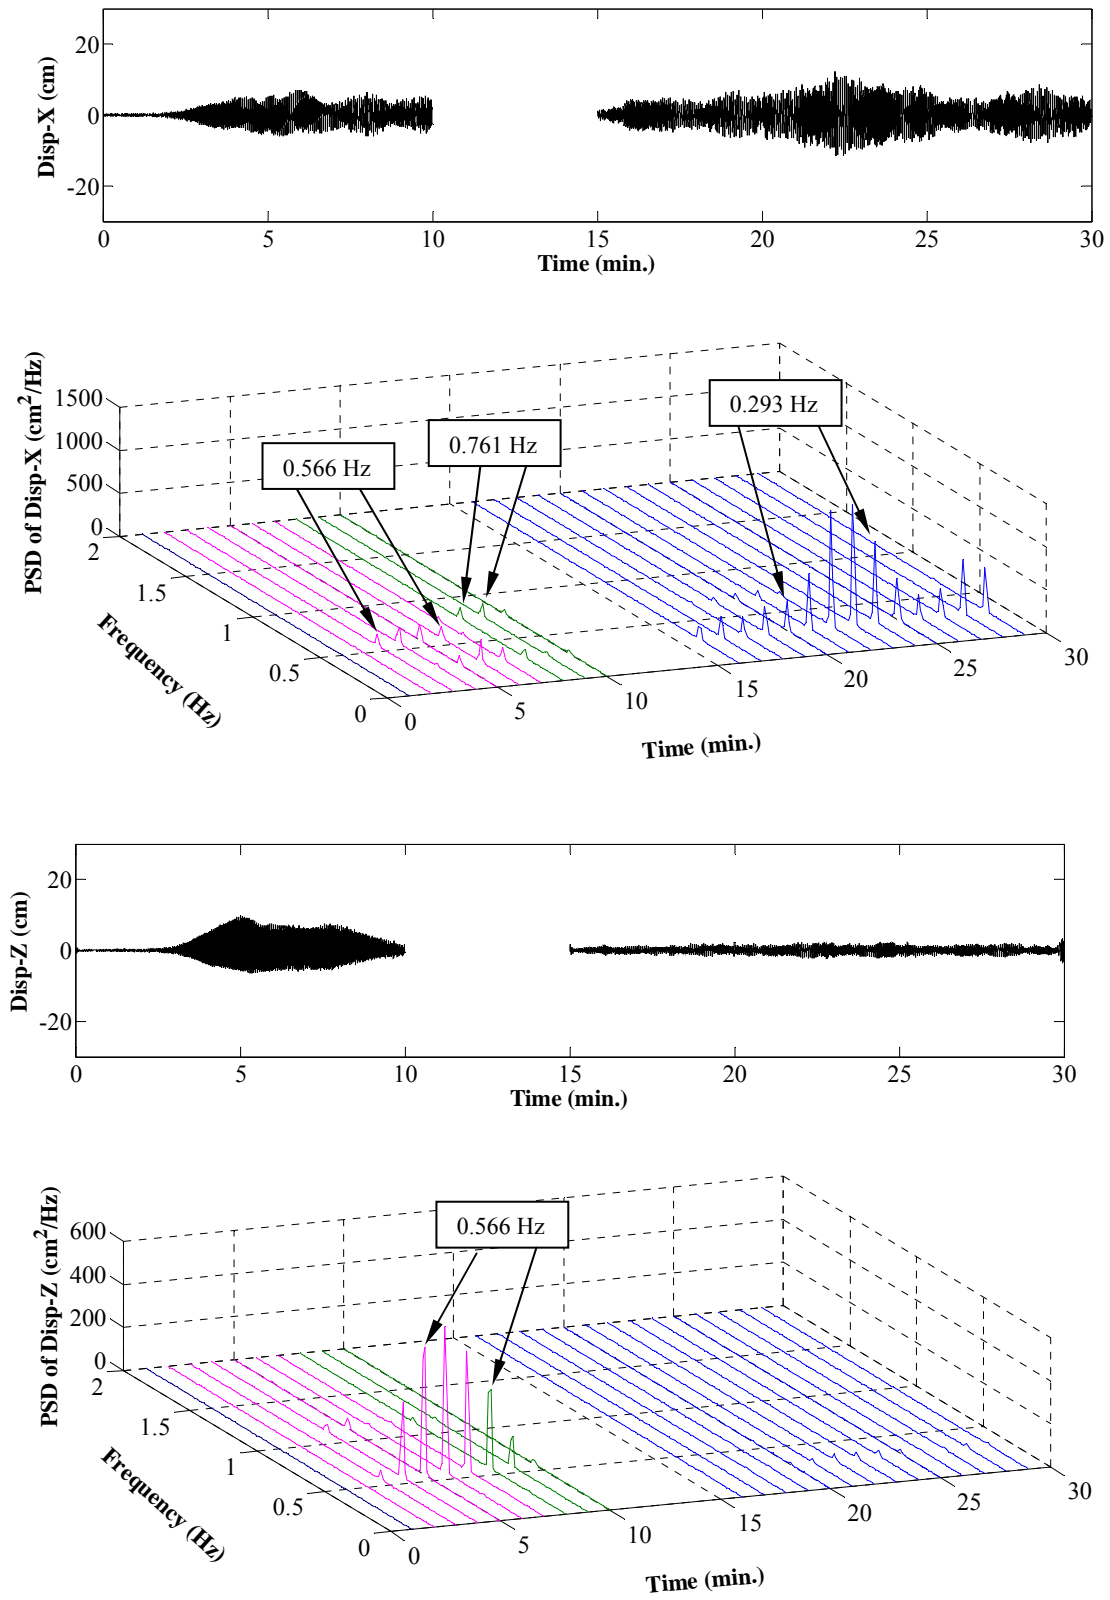 20
0
-20
Disp-X (cm)
0 5 10 15 20 25 30
Time (min.)
PSD of Disp-X (cm²/Hz)
1500
1000
500
0
0.566 Hz
0.761 Hz
0.293 Hz
2
1.5
1
0.5
0
Frequency (Hz)
0
5
10
15
20
25
30
Time (min.)
20
0
-20
Disp-Z (cm)
0 5 10 15 20 25 30
Time (min.)
PSD of Disp-Z (cm²/Hz)
600
400
200
0
0.566 Hz
2
1.5
1
0.5
0
Frequency (Hz)
0
5
10
15
20
25
30
Time (min.)